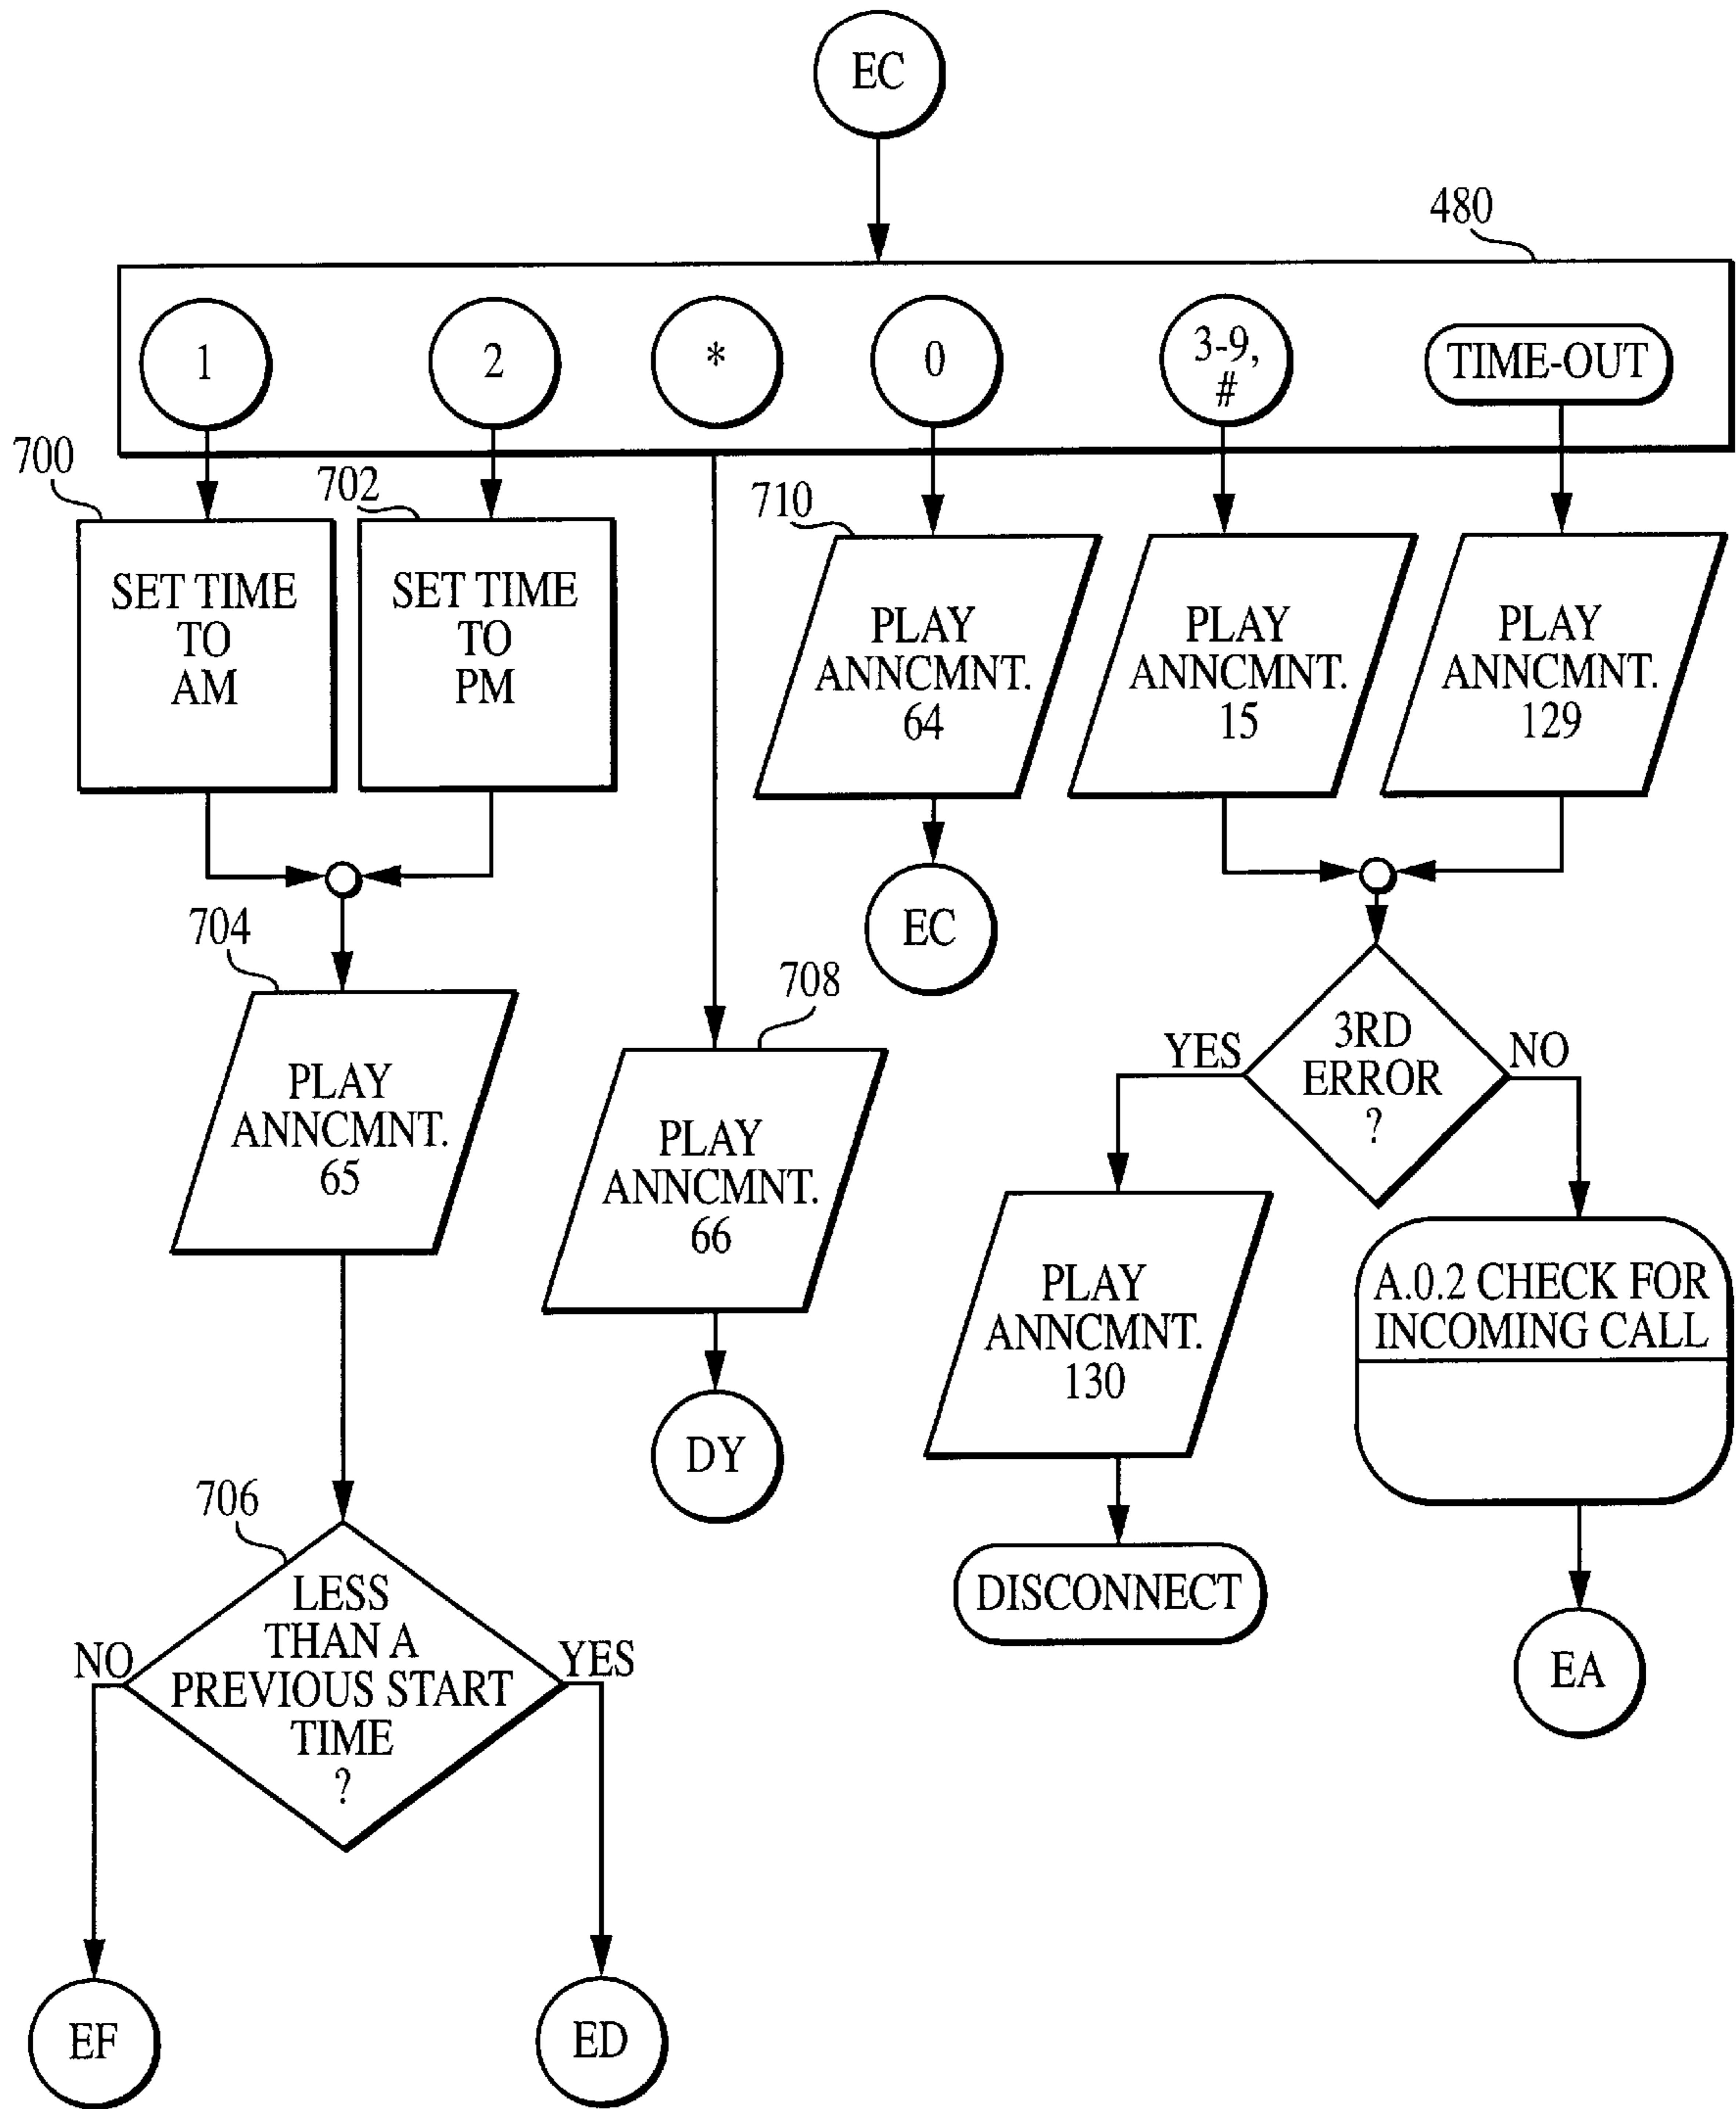 EC
480
1
2
*
0
3-9,
#
TIME-OUT
700
702
710
SET TIME
TO
AM
SET TIME
TO
PM
PLAY
ANNCMNT.
64
PLAY
ANNCMNT.
15
PLAY
ANNCMNT.
129
EC
704
708
PLAY
ANNCMNT.
65
PLAY
ANNCMNT.
66
YES
3RD
ERROR
?
NO
PLAY
ANNCMNT.
130
A.0.2 CHECK FOR
INCOMING CALL
DY
DISCONNECT
EA
706
NO
LESS
THAN A
PREVIOUS START
TIME
?
YES
EF
ED